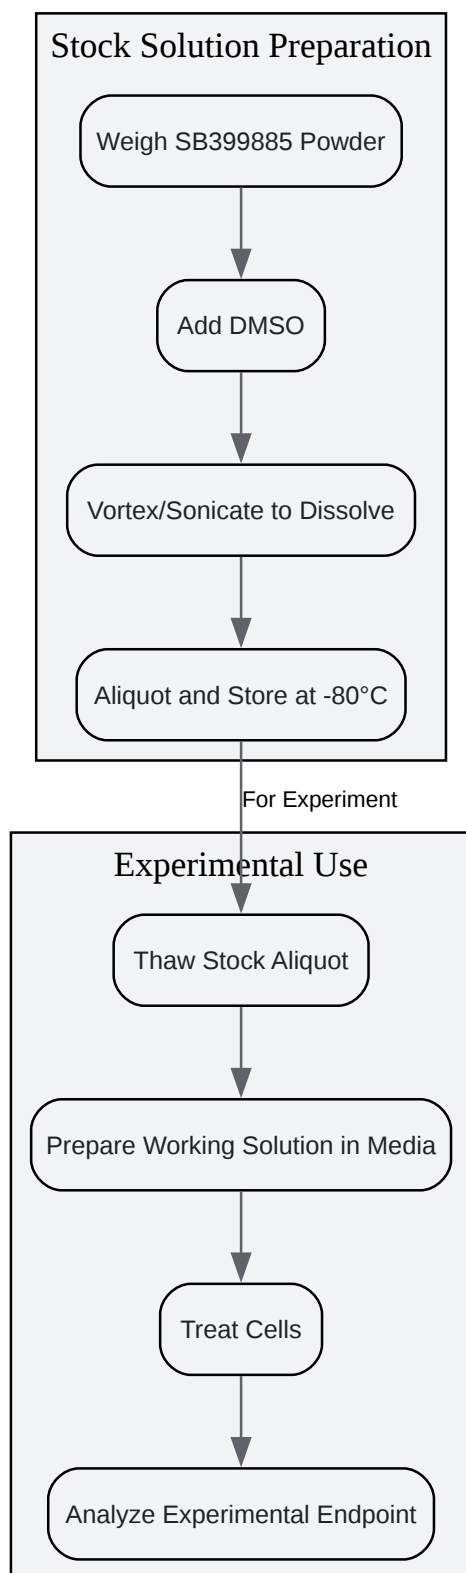 Stock Solution Preparation
Weigh SB399885 Powder
Add DMSO
Vortex/Sonicate to Dissolve
Aliquot and Store at -80°C
For Experiment
Experimental Use
Thaw Stock Aliquot
Prepare Working Solution in Media
Treat Cells
Analyze Experimental Endpoint